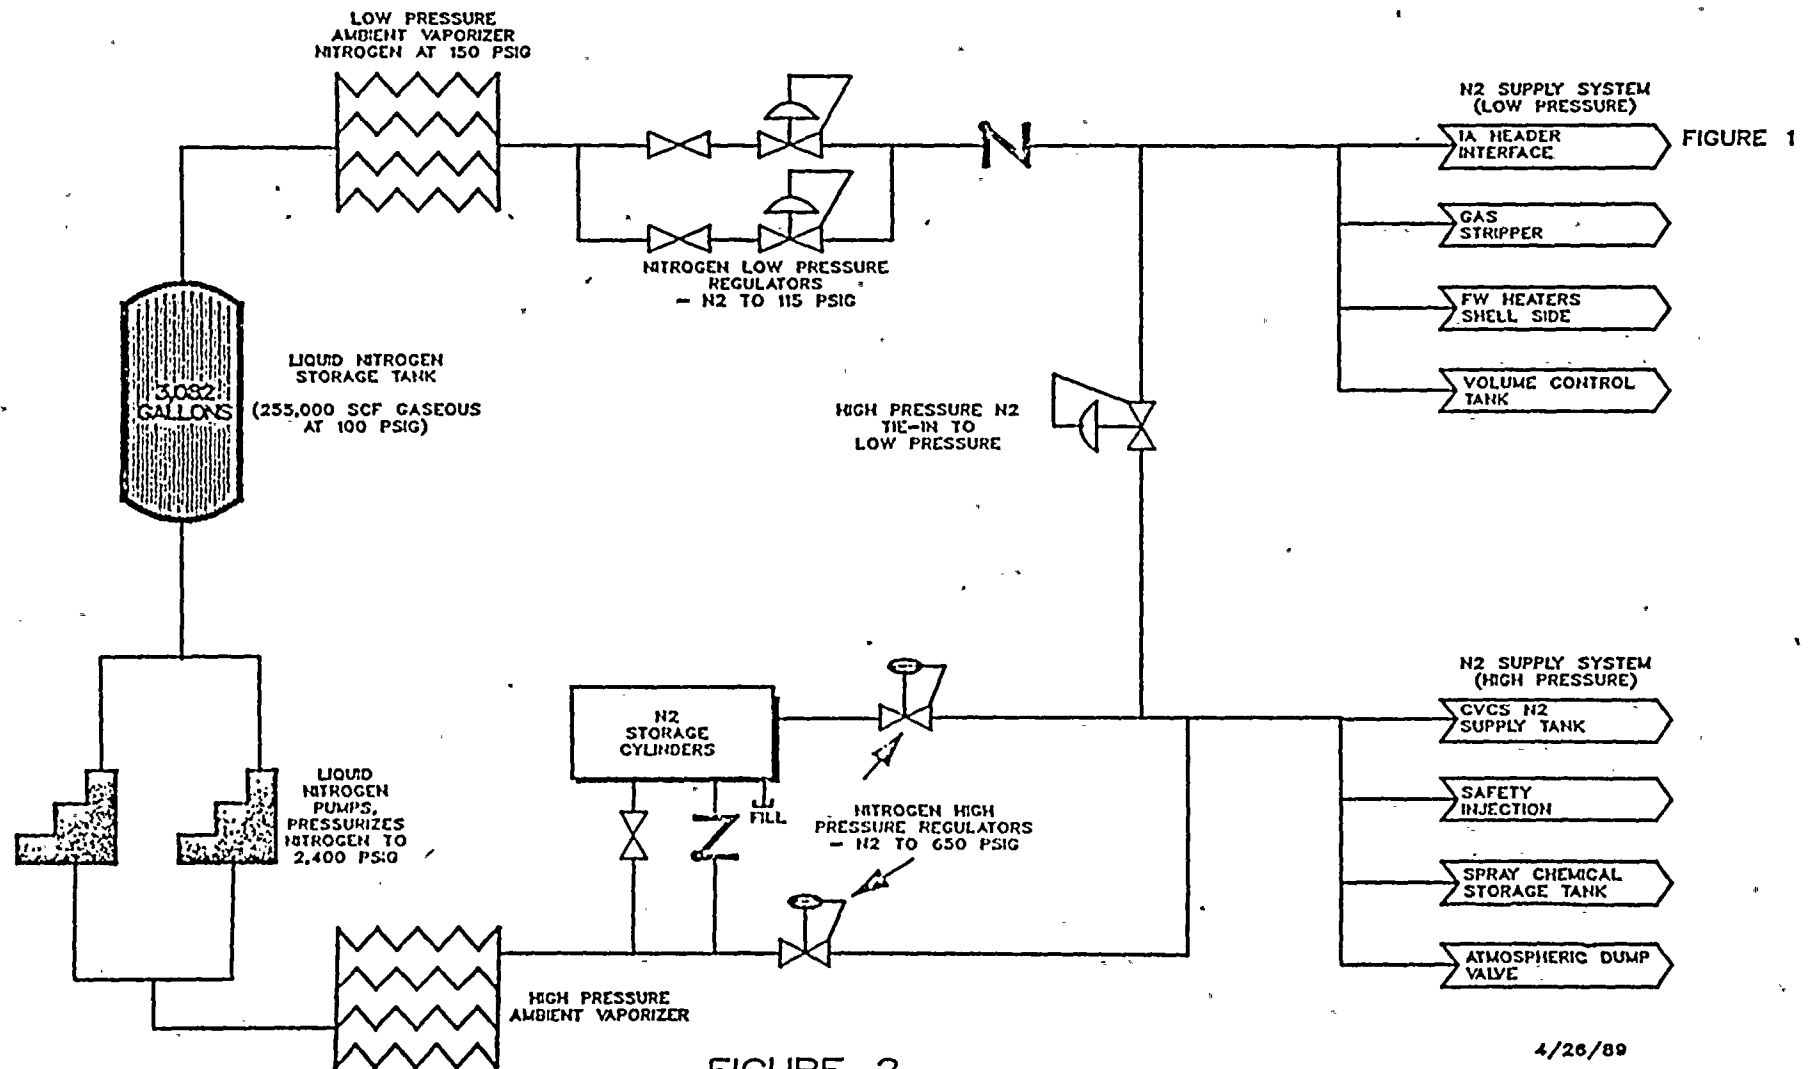 LOW PRESSURE
AMBIENT VAPORIZER
NITROGEN AT 150 PSIG
N2 SUPPLY SYSTEM
(LOW PRESSURE)
IA HEADER
INTERFACE
FIGURE 1
GAS
STRIPPER
NITROGEN LOW PRESSURE
REGULATORS
- N2 TO 115 PSIG
FW HEATERS
SHELL SIDE
LIQUID NITROGEN
STORAGE TANK
(255,000 SCF GASEOUS
AT 100 PSIG)
3,082
GALLONS
VOLUME CONTROL
TANK
HIGH PRESSURE N2
TIE-IN TO
LOW PRESSURE
N2 SUPPLY SYSTEM
(HIGH PRESSURE)
CVCS N2
SUPPLY TANK
N2
STORAGE
CYLINDERS
FILL
LIQUID
NITROGEN
PUMPS,
PRESSURIZES
NITROGEN TO
2,400 PSIG
NITROGEN HIGH
PRESSURE REGULATORS
- N2 TO 650 PSIG
SAFETY
INJECTION
SPRAY CHEMICAL
STORAGE TANK
ATMOSPHERIC DUMP
VALVE
HIGH PRESSURE
AMBIENT VAPORIZER
4/26/89
FIGURE 2